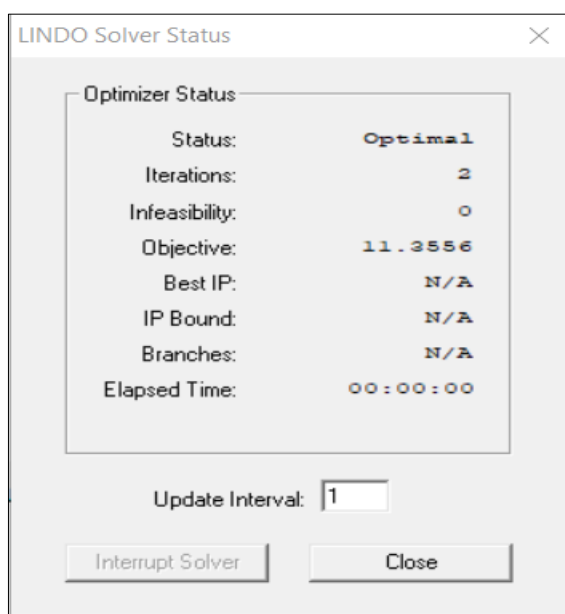 LINDO Solver Status
Optimizer Status
Status: Optimal
Iterations: 2
Infeasibility: 0
Objective: 11.3556
Best IP: N/A
IP Bound: N/A
Branches: N/A
Elapsed Time: 00:00:00
Update Interval: 1
Interrupt Solver Close